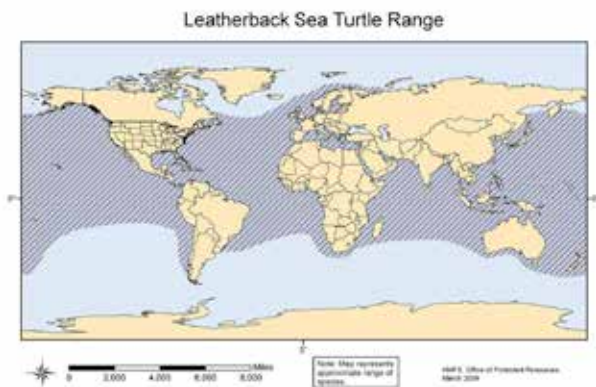 Leatherback Sea Turtle Range
0°
Miles
0 2,000 4,000 6,000 8,000
Note: Map represents
approximate range of
species.
NMFS, Office of Protected Resources,
March 2009